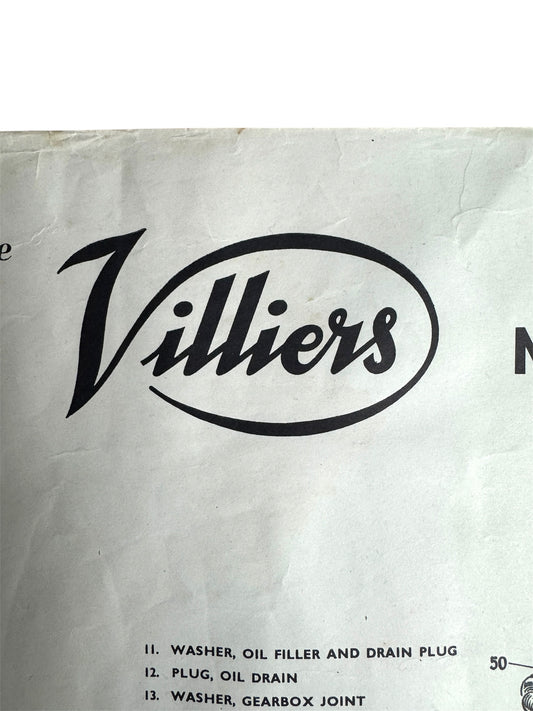 e
Villiers
11. WASHER, OIL FILLER AND DRAIN PLUG
12. PLUG, OIL DRAIN
13. WASHER, GEARBOX JOINT
50